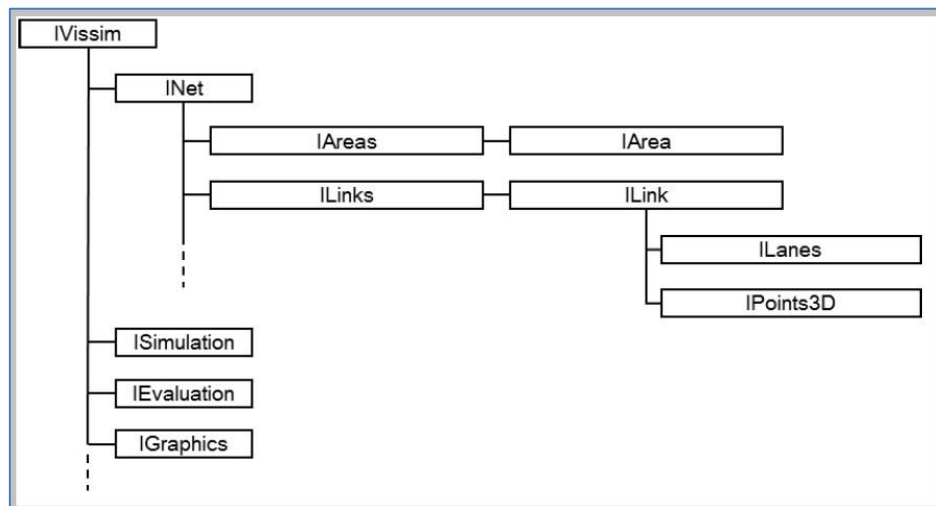 IVissim
INet
IAreas
IArea
ILinks
ILink
ILanes
IPoints3D
ISimulation
IEvaluation
IGraphics